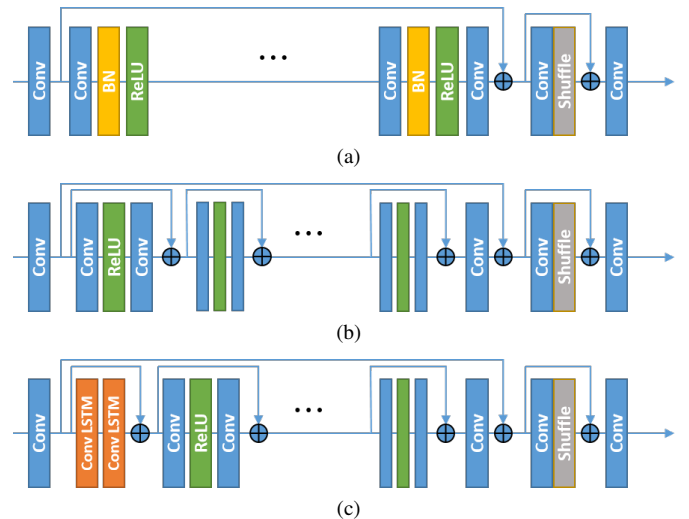 Conv Conv BN ReLU ... Conv BN ReLU Conv Conv Shuffle Conv
(a)
Conv Conv ReLU Conv ... Conv Conv Shuffle Conv
(b)
Conv Conv LSTM Conv LSTM Conv ReLU Conv ... Conv Conv Shuffle Conv
(c)